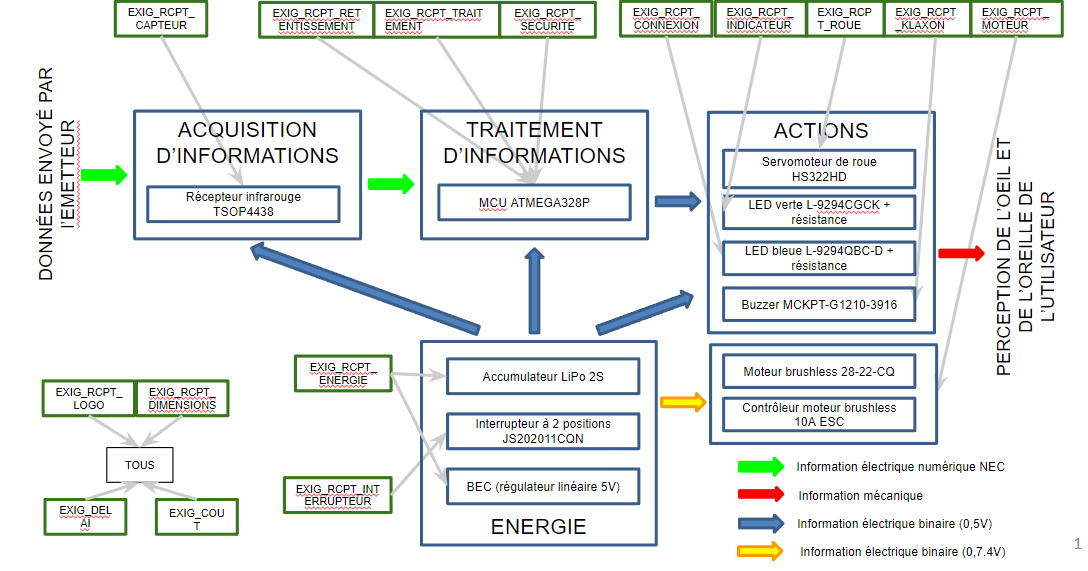 EXIG_RCPT_
CAPTEUR
EXIG_RCPT_RET
ENTISSEMENT
EXIG_RCPT_TRAIT
EMENT
EXIG_RCPT_
SECURITE
EXIG_RCPT_
CONNEXION
EXIG_RCPT_
INDICATEUR
EXIG_RCP
T_ROUE
EXIG_RCPT
_KLAXON
EXIG_RCPT_
MOTEUR
DONNÉES ENVOYÉ PAR
l'EMETTEUR
ACQUISITION
D'INFORMATIONS
Récepteur infrarouge
TSOP4438
TRAITEMENT
D'INFORMATIONS
MCU ATMEGA328P
ACTIONS
Servomoteur de roue
HS322HD
LED verte L-9294CGCK +
résistance
LED bleue L-9294QBC-D +
résistance
Buzzer MCKPT-G1210-3916
PERCEPTION DE L'OEIL ET
DE L'OREILLE DE
L'UTILISATEUR
EXIG_RCPT_
ENERGIE
Accumulateur LiPo 2S
Interrupteur à 2 positions
JS202011CQN
BEC (régulateur linéaire 5V)
ENERGIE
EXIG_RCPT_INT
ERRUPTEUR
Moteur brushless 28-22-CQ
Contrôleur moteur brushless
10A ESC
EXIG_RCPT_
LOGO
EXIG_RCPT_
DIMENSIONS
TOUS
EXIG_DEL
AI
EXIG_COU
T
Information électrique numérique NEC
Information mécanique
Information électrique binaire (0,5V)
Information électrique binaire (0,7.4V)
1